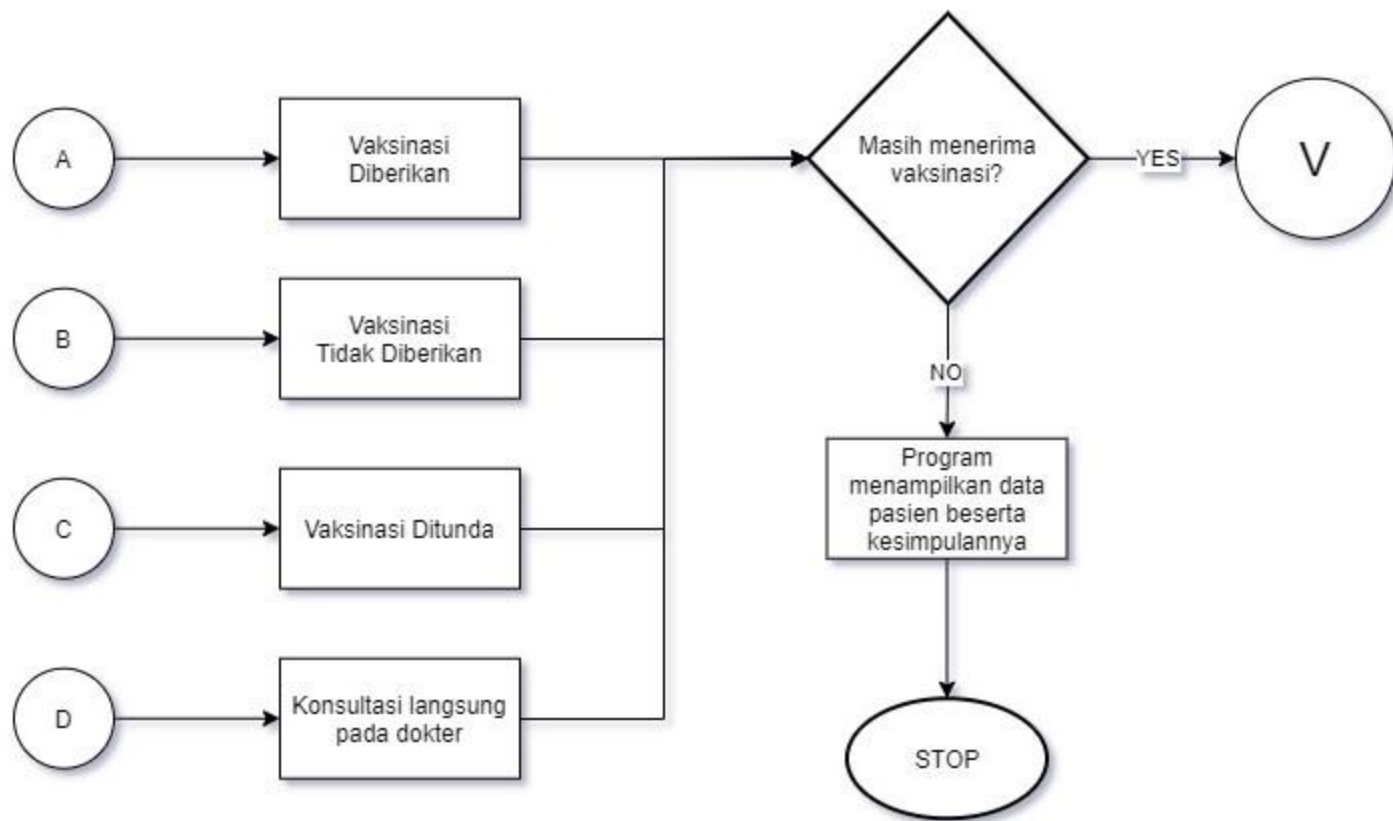 A
Vaksinasi
Diberikan
Masih menerima
vaksinasi?
YES
V
B
Vaksinasi
Tidak Diberikan
NO
C
Vaksinasi Ditunda
Program
menampilkan data
pasien beserta
kesimpulannya
D
Konsultasi langsung
pada dokter
STOP